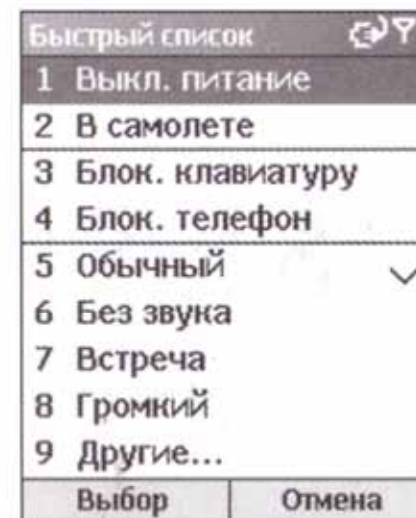 Быстрый список
1 Выкл. питание
2 В самолете
3 Блок. клавиатуру
4 Блок. телефон
5 Обычный
6 Без звука
7 Встреча
8 Громкий
9 Другие...
Выбор Отмена